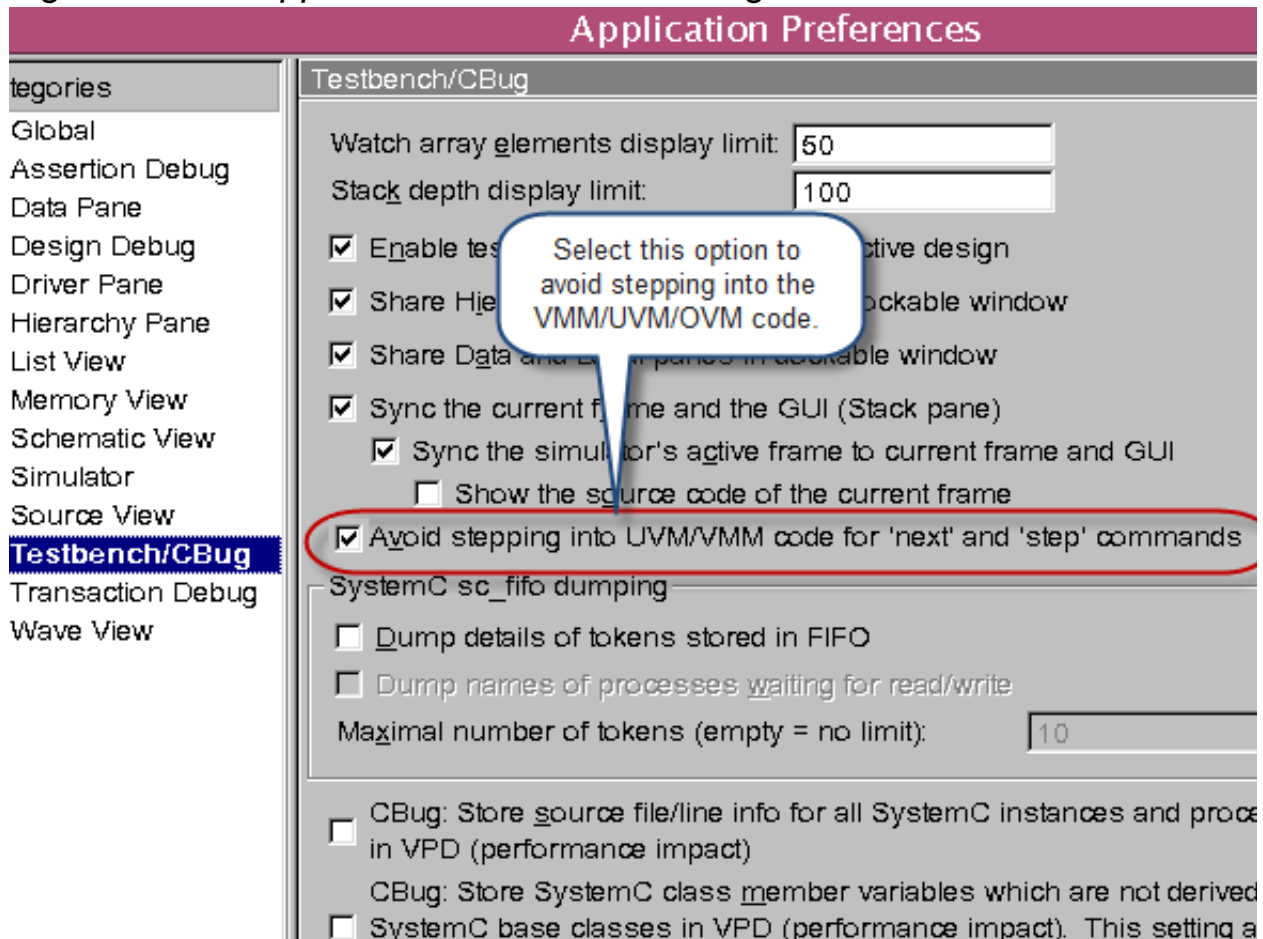 Application Preferences
tegories
Global
Assertion Debug
Data Pane
Design Debug
Driver Pane
Hierarchy Pane
List View
Memory View
Schematic View
Simulator
Source View
Testbench/CBug
Transaction Debug
Wave View
Testbench/CBug
Watch array elements display limit: 50
Stack depth display limit: 100
Enable tes ctive design
Share Hie ockable window
Share Data and able window
Select this option to
avoid stepping into the
VMM/UVM/OVM code.
Sync the current f me and the GUI (Stack pane)
Sync the simulator's active frame to current frame and GUI
Show the source code of the current frame
Avoid stepping into UVM/VMM code for 'next' and 'step' commands
SystemC sc_fifo dumping
Dump details of tokens stored in FIFO
Dump names of processes waiting for read/write
Maximal number of tokens (empty = no limit): 10
CBug: Store source file/line info for all SystemC instances and proce
in VPD (performance impact)
CBug: Store SystemC class member variables which are not derived
SystemC base classes in VPD (performance impact). This setting a